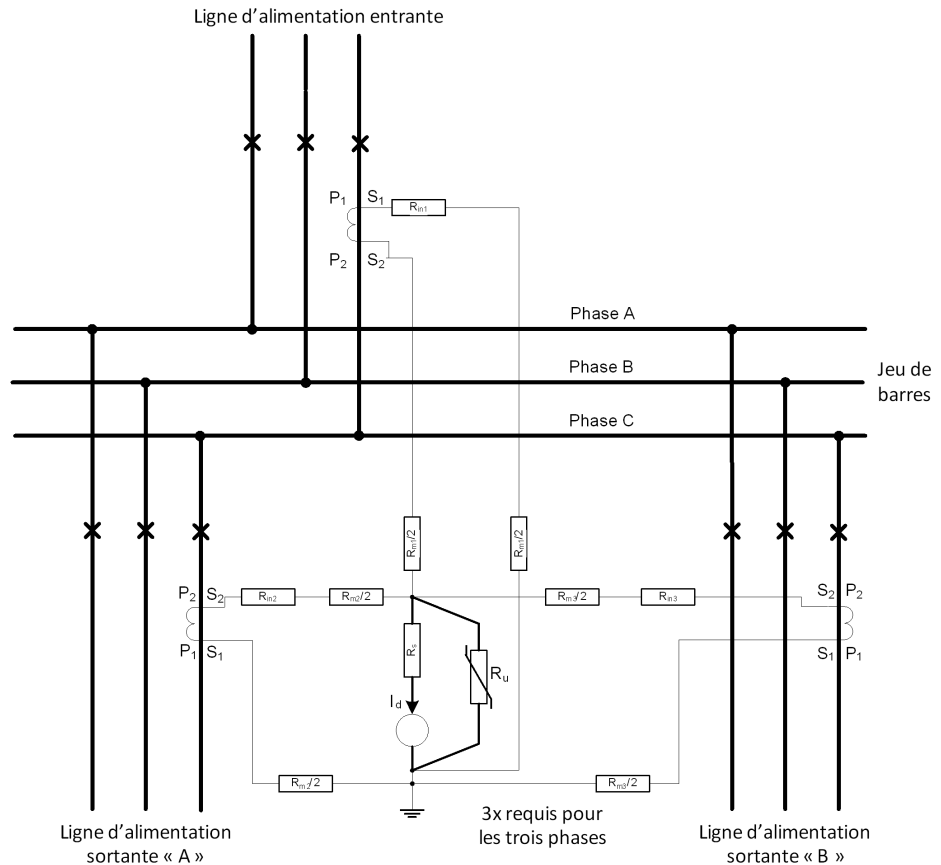 Ligne d’alimentation entrante
P1 S1
Rin1
P2 S2
Phase A
Phase B
Jeu de
barres
Phase C
Rm1/2
Rm1/2
P2 S2
Rin2
Rm2/2
Rm3/2
Rin3
S2 P2
P1 S1
Rs
Ru
S1 P1
Id
Rm2/2
Rm3/2
3x requis pour
les trois phases
Ligne d’alimentation
sortante « A »
Ligne d’alimentation
sortante « B »